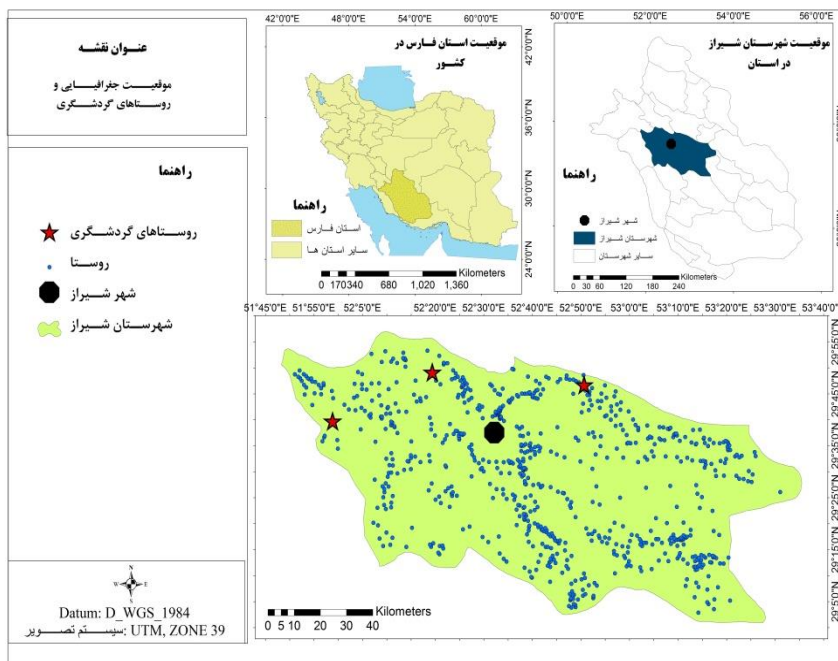 عنوان نقشه
موقعیت جغرافیایی و
روستاهای گردشگری
راهنما
روستاهای گردشگری
روستا
شهر شیراز
شهرستان شیراز
Datum: D_WGS_1984
سیستم تصویر: UTM, ZONE 39
N
W E
S
42°0'0"E 48°0'0"E 54°0'0"E 60°0'0"E
موقعیت استان فارس در
کشور
42°0'0"N
36°0'0"N
30°0'0"N
24°0'0"N
راهنما
استان فارس
سایر استان ها
Kilometers
0 170340 680 1,020 1,360
50°0'0"E 52°0'0"E 54°0'0"E 56°0'0"E
موقعیت شهرستان شیراز
در استان
راهنما
شهر شیراز
شهرستان شیراز
سایر شهرستان
Kilometers
0 30 60 120 180 240
51°45'0"E 51°55'0"E 52°5'0"E 52°20'0"E 52°30'0"E 52°40'0"E 52°50'0"E 53°0'0"E 53°10'0"E 53°20'0"E 53°30'0"E 53°40'0"E
29°55'0"N
29°45'0"N
29°35'0"N
29°25'0"N
29°15'0"N
29°5'0"N
Kilometers
0 5 10 20 30 40